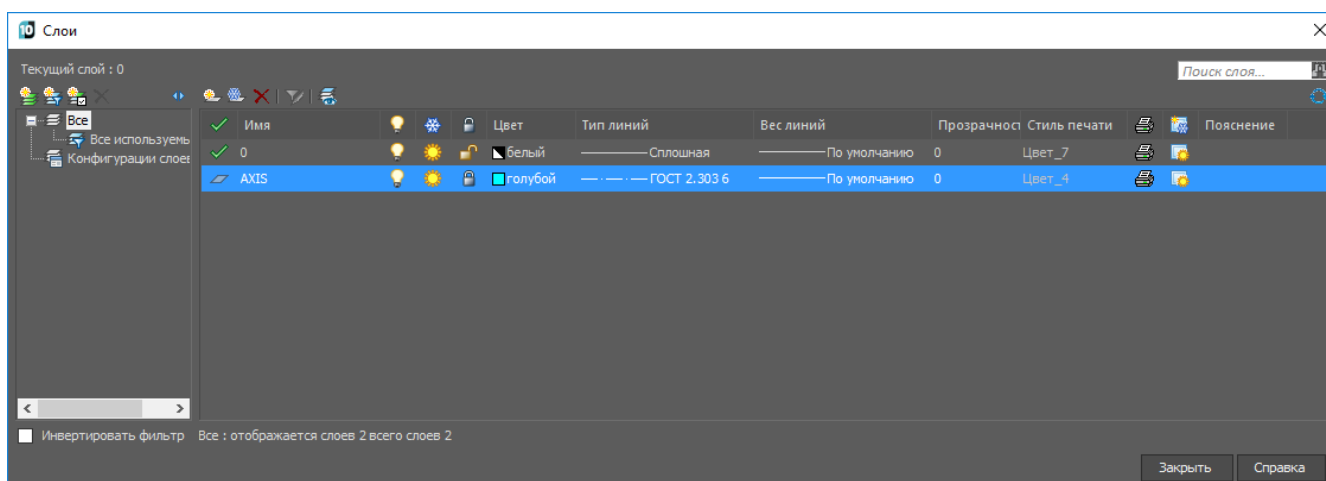 10 Слои
Текущий слой : 0
Поиск слоя...
Все
Все используемь
Конфигурации слоев
Имя Цвет Тип линий Вес линий Прозрачност Стиль печати Пояснение
0 белый Сплошная По умолчанию 0 Цвет_7
AXIS голубой ГОСТ 2.303 6 По умолчанию 0 Цвет_4
Инвертировать фильтр Все : отображается слоев 2 всего слоев 2
Закрыть Справка